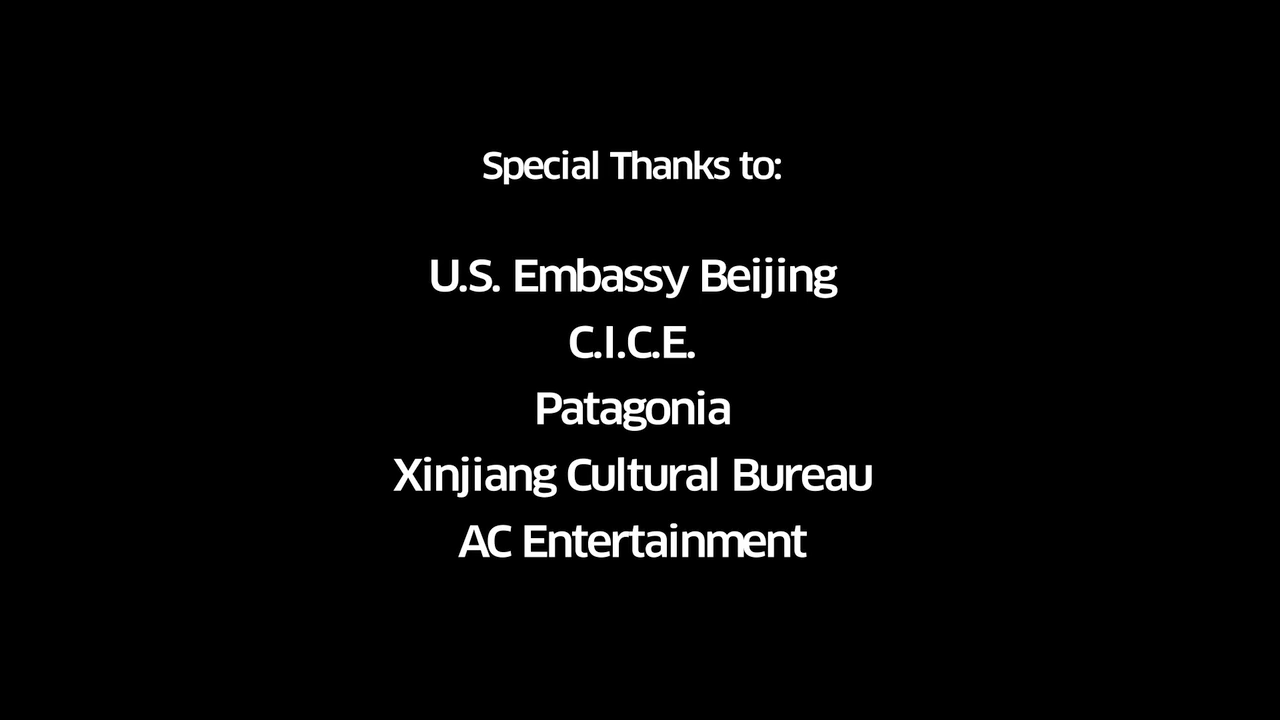 Special Thanks to:
U.S. Embassy Beijing
C.I.C.E.
Patagonia
Xinjiang Cultural Bureau
AC Entertainment